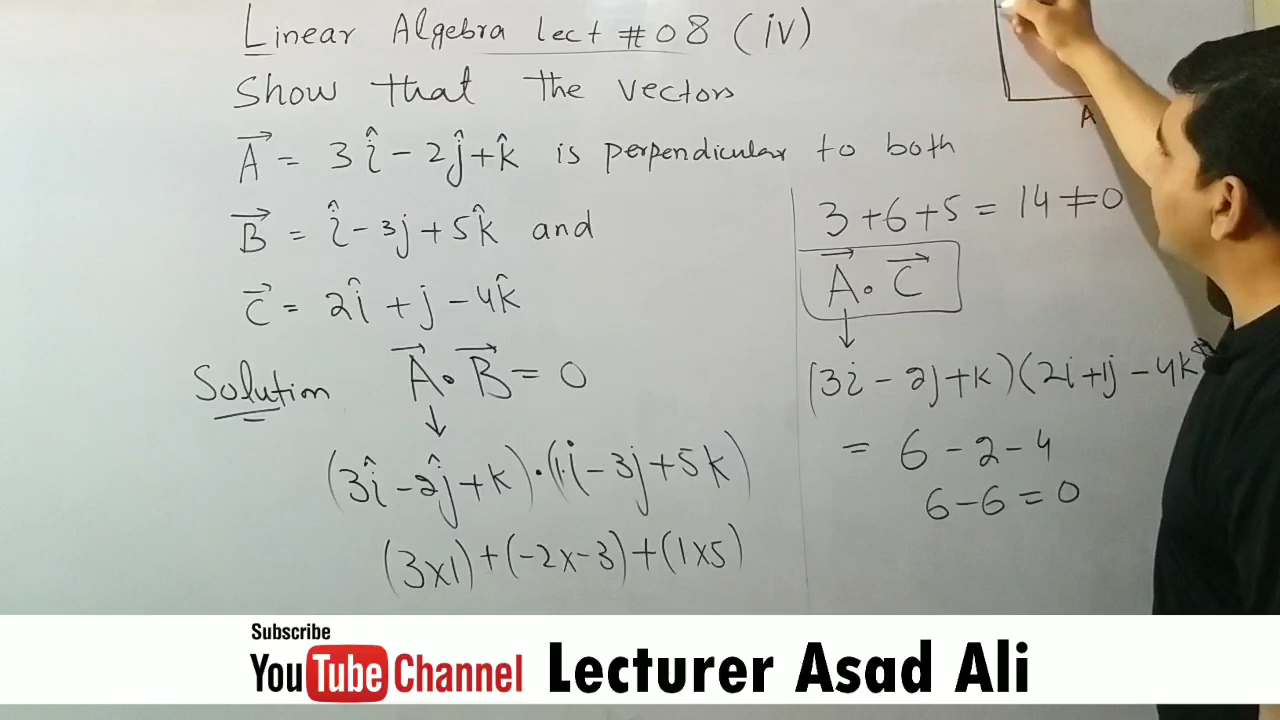 Linear Algebra lect #08 (iv)
Show that the vectors
A⃗ = 3î - 2ĵ + k̂ is perpendicular to both
B⃗ = î - 3j + 5k̂ and
C⃗ = 2î + j - 4k̂
Solution A⃗ . B⃗ = 0
↓
(3î - 2ĵ + k) . (1i - 3j + 5k)
(3x1) + (-2x-3) + (1x5)
3 + 6 + 5 = 14 ≠ 0
A⃗ . C⃗
↓
(3i - 2j + k) (2i + 1j - 4k
= 6 - 2 - 4
6 - 6 = 0
A
Subscribe
YouTube Channel Lecturer Asad Ali